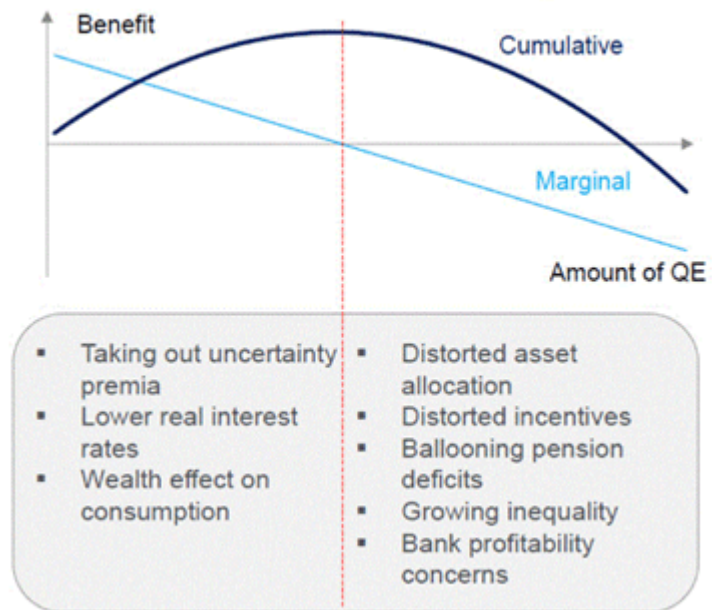 Benefit
Cumulative
Marginal
Amount of QE
▪ Taking out uncertainty
premia
▪ Lower real interest
rates
▪ Wealth effect on
consumption
▪ Distorted asset
allocation
▪ Distorted incentives
▪ Ballooning pension
deficits
▪ Growing inequality
▪ Bank profitability
concerns